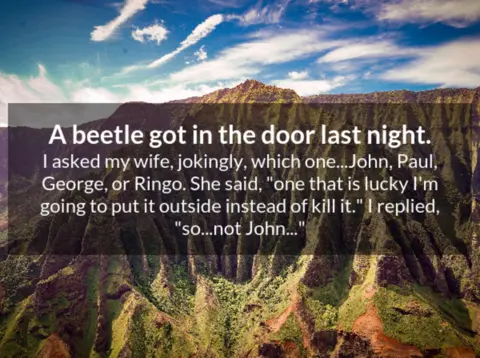 A beetle got in the door last night.
I asked my wife, jokingly, which one...John, Paul,
George, or Ringo. She said, "one that is lucky I'm
going to put it outside instead of kill it." I replied,
"so...not John..."